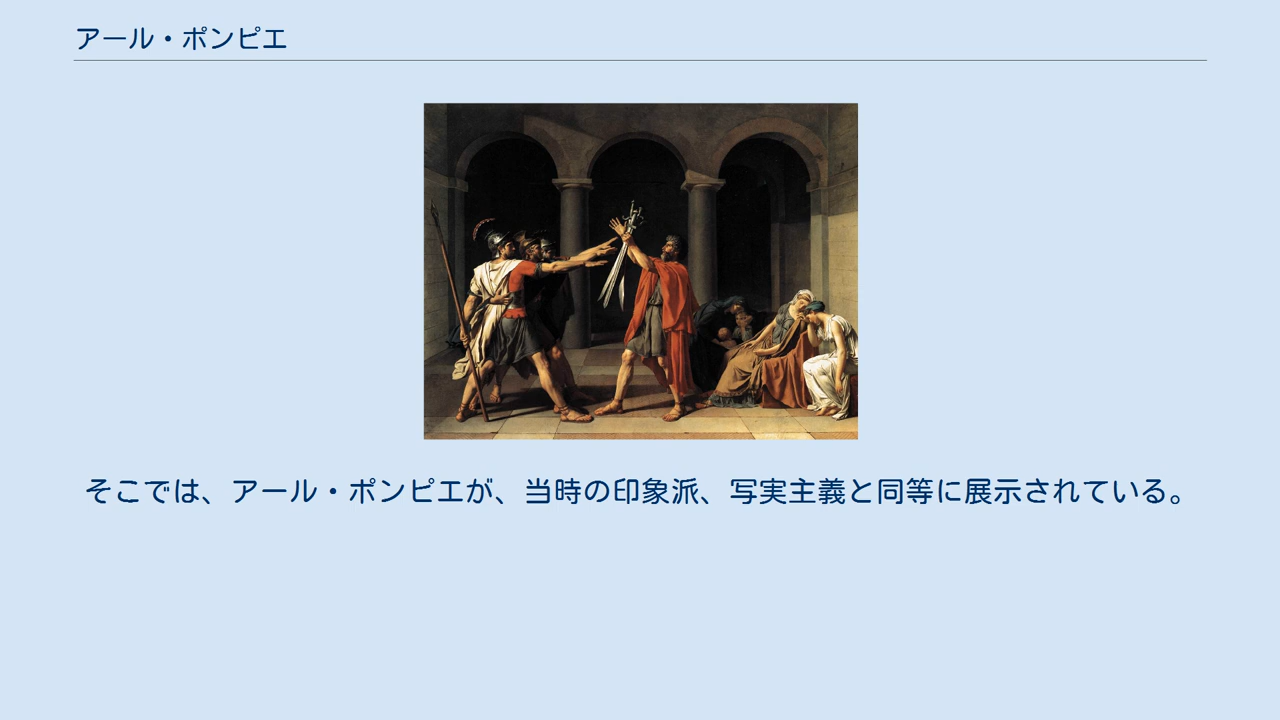 アール・ポンピエ
そこでは、アール・ポンピエが、当時の印象派、写実主義と同等に展示されている。